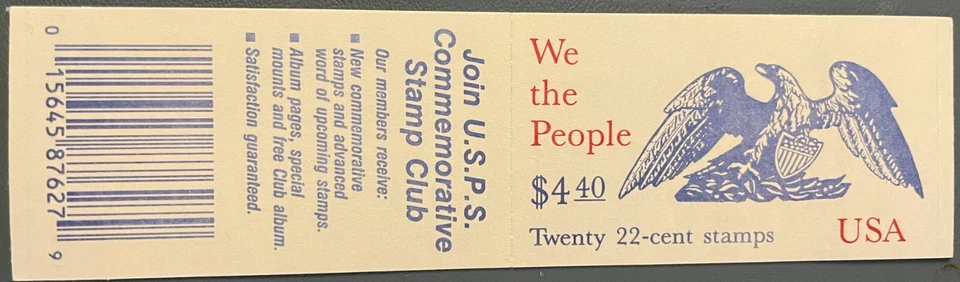 We
the
People
$4 40
Twenty 22-cent stamps
USA
Join U.S.P.S.
Commemorative
Stamp Club
Our members receive:
■ New commemorative
stamps and advanced
word of upcoming stamps.
■ Album pages, special
mounts and free Club album.
■ Satisfaction guaranteed.
0 15645 87627 9